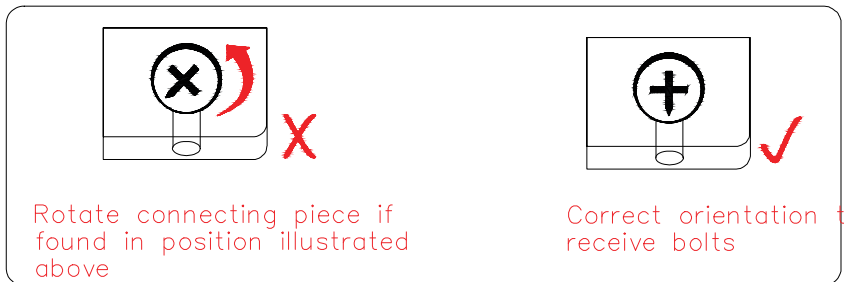 Rotate connecting piece if
found in position illustrated
above
Correct orientation t
receive bolts